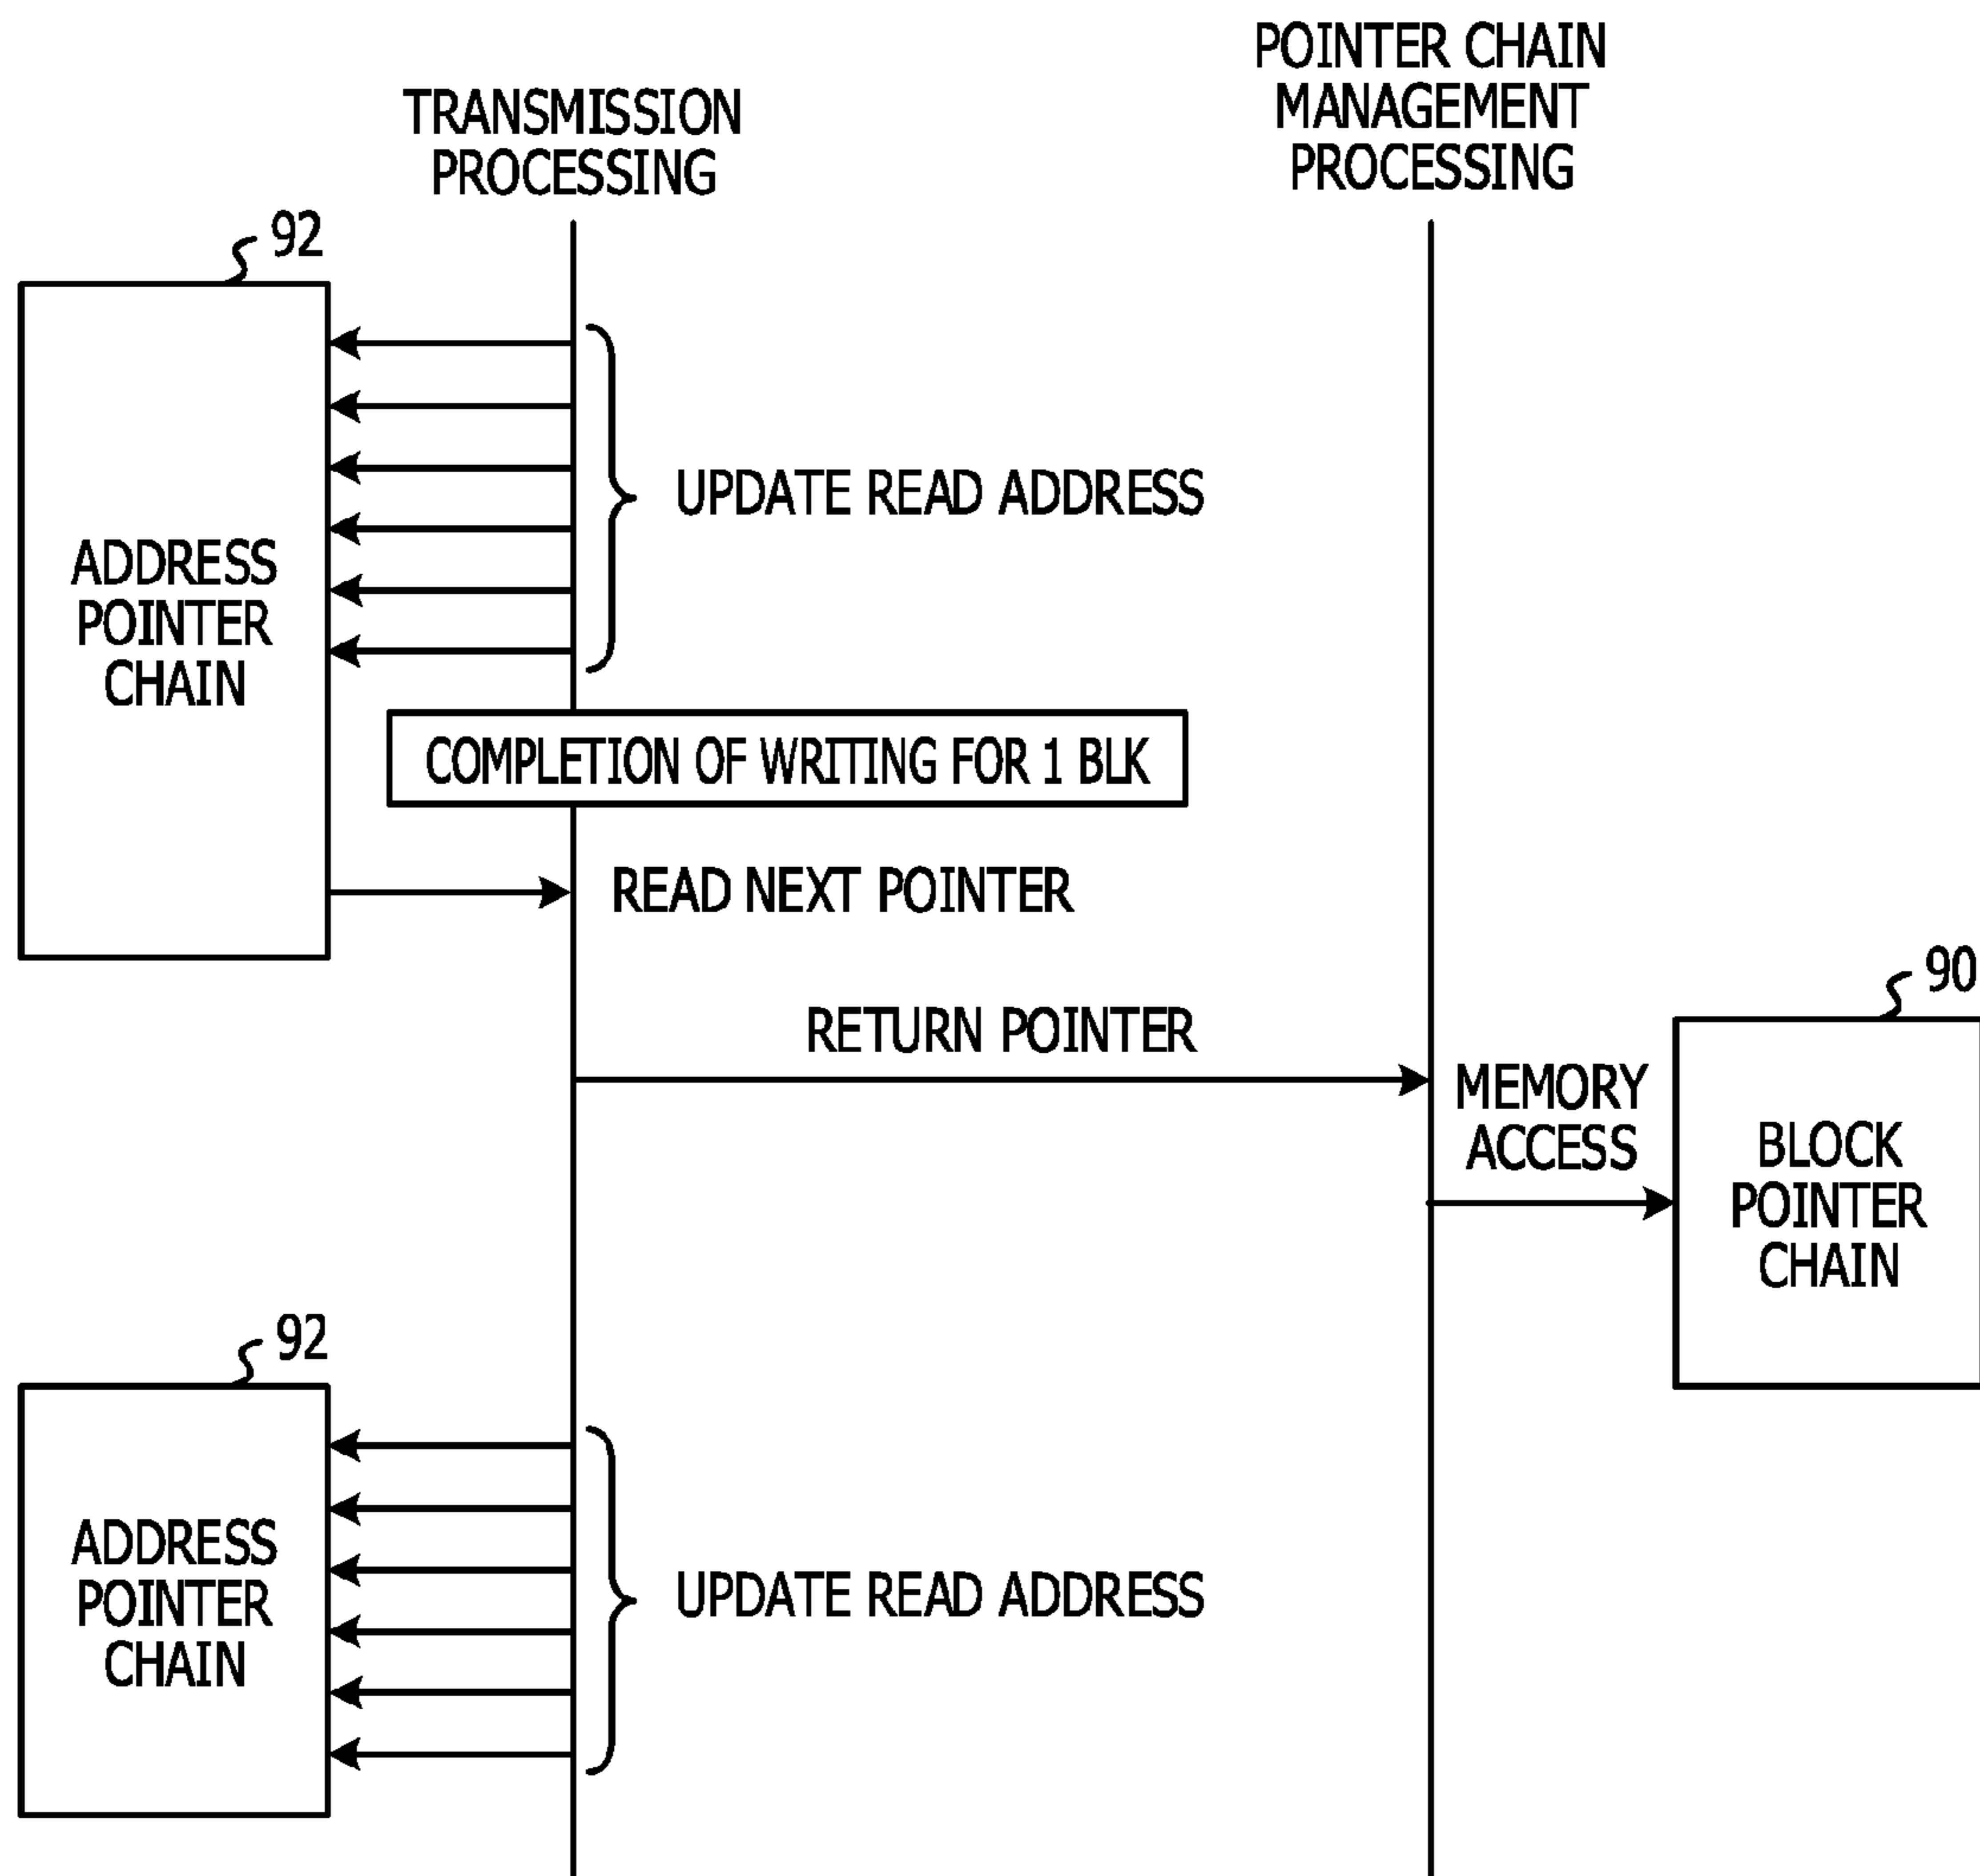 POINTER CHAIN
MANAGEMENT
PROCESSING
TRANSMISSION
PROCESSING
92
UPDATE READ ADDRESS
ADDRESS
POINTER
CHAIN
COMPLETION OF WRITING FOR 1 BLK
READ NEXT POINTER
90
RETURN POINTER
MEMORY
ACCESS
BLOCK
POINTER
CHAIN
92
ADDRESS
POINTER
CHAIN
UPDATE READ ADDRESS